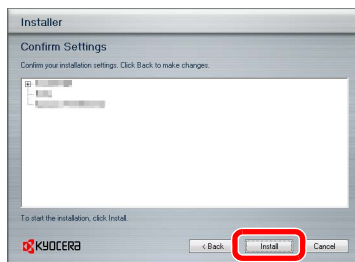 Installer
Confirm Settings
Confirm your installation settings. Click Back to make changes.
To start the installation, click Install.
KYOCERA
< Back
Install
Cancel